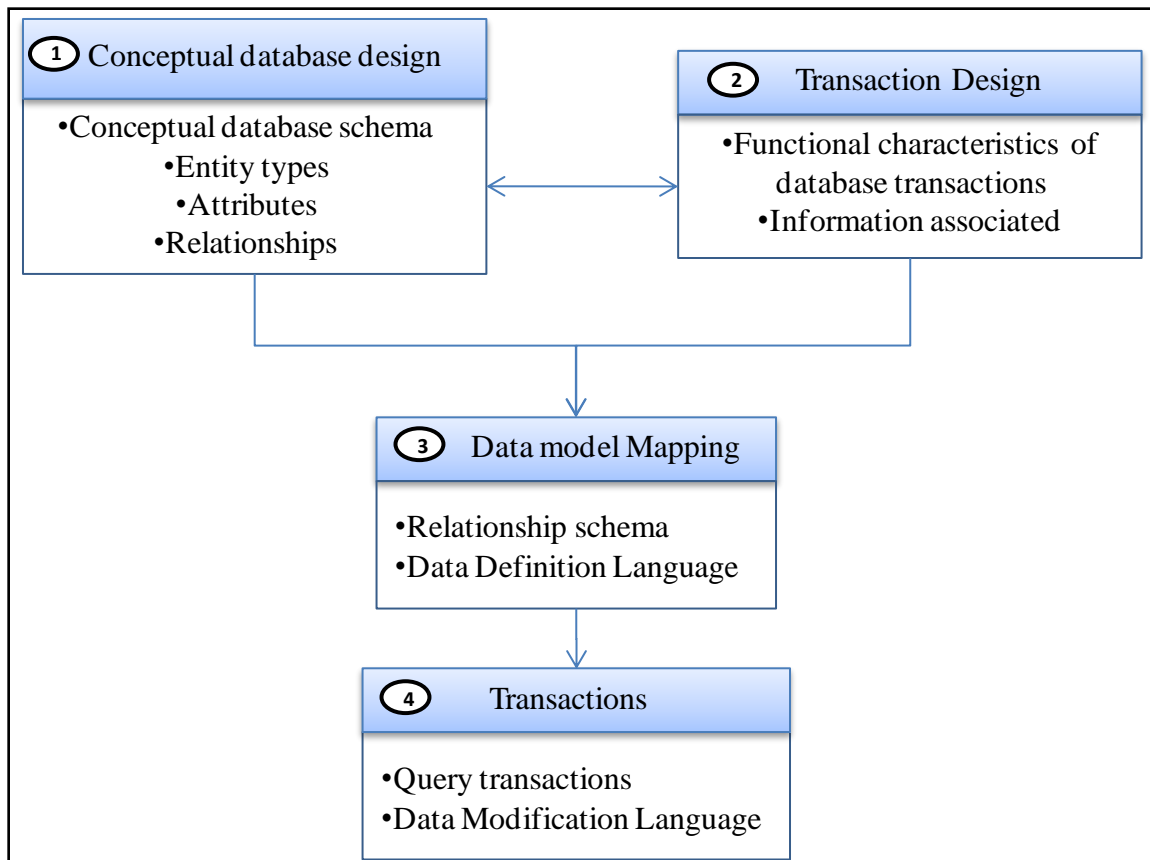 1 Conceptual database design
•Conceptual database schema
•Entity types
•Attributes
•Relationships
2 Transaction Design
•Functional characteristics of
database transactions
•Information associated
3 Data model Mapping
•Relationship schema
•Data Definition Language
4 Transactions
•Query transactions
•Data Modification Language